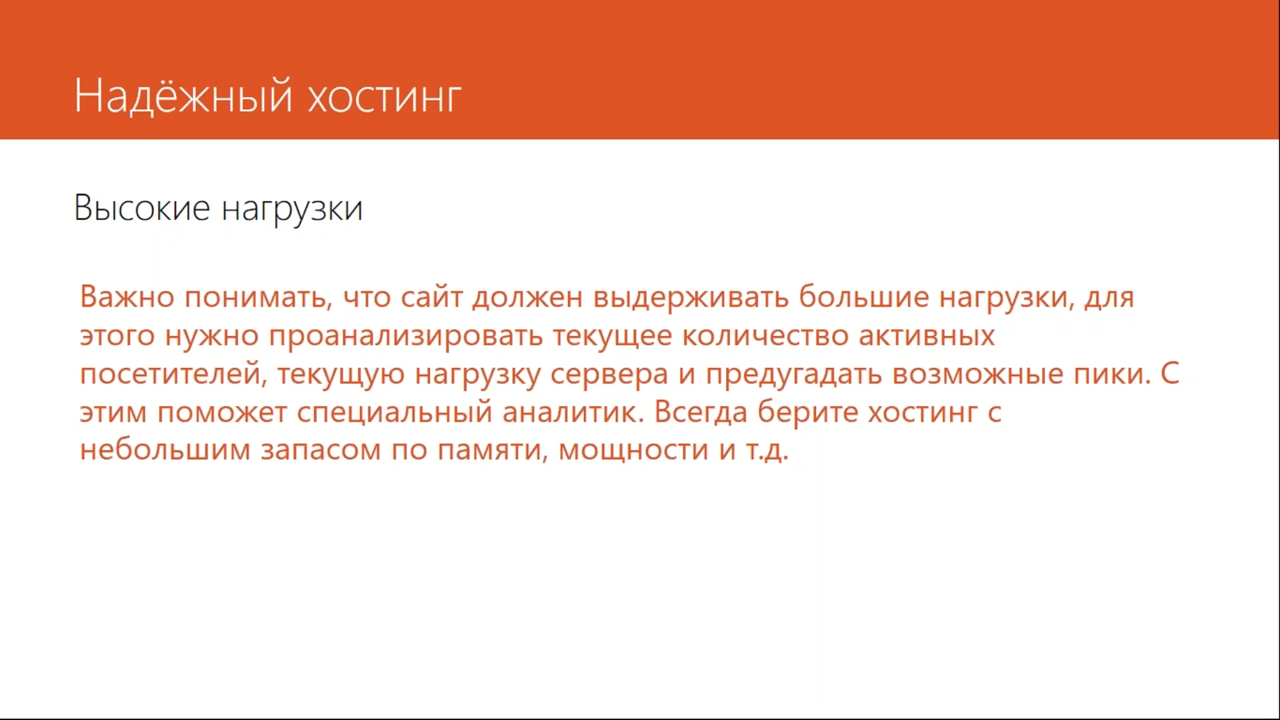 Надёжный хостинг
Высокие нагрузки
Важно понимать, что сайт должен выдерживать большие нагрузки, для
этого нужно проанализировать текущее количество активных
посетителей, текущую нагрузку сервера и предугадать возможные пики. С
этим поможет специальный аналитик. Всегда берите хостинг с
небольшим запасом по памяти, мощности и т.д.